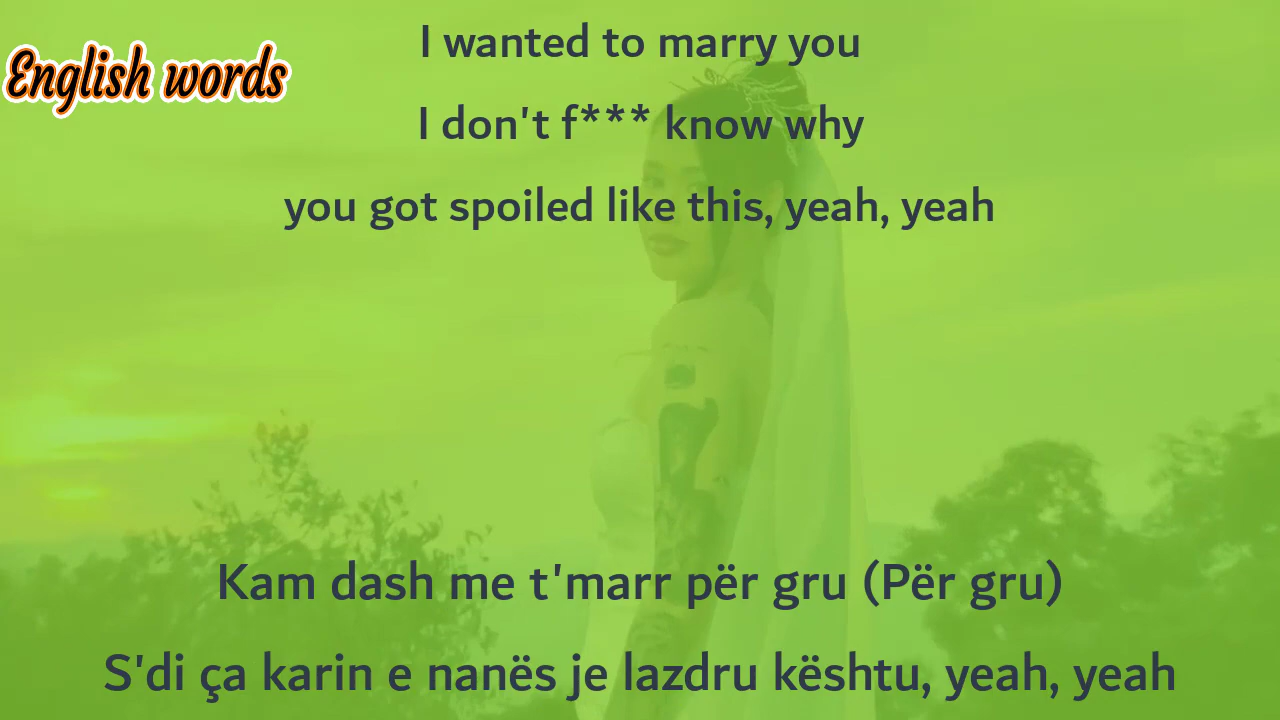 English words
I wanted to marry you
I don't f*** know why
you got spoiled like this, yeah, yeah
Kam dash me t'marr për gru (Për gru)
S'di ça karin e nanës je lazdru kështu, yeah, yeah